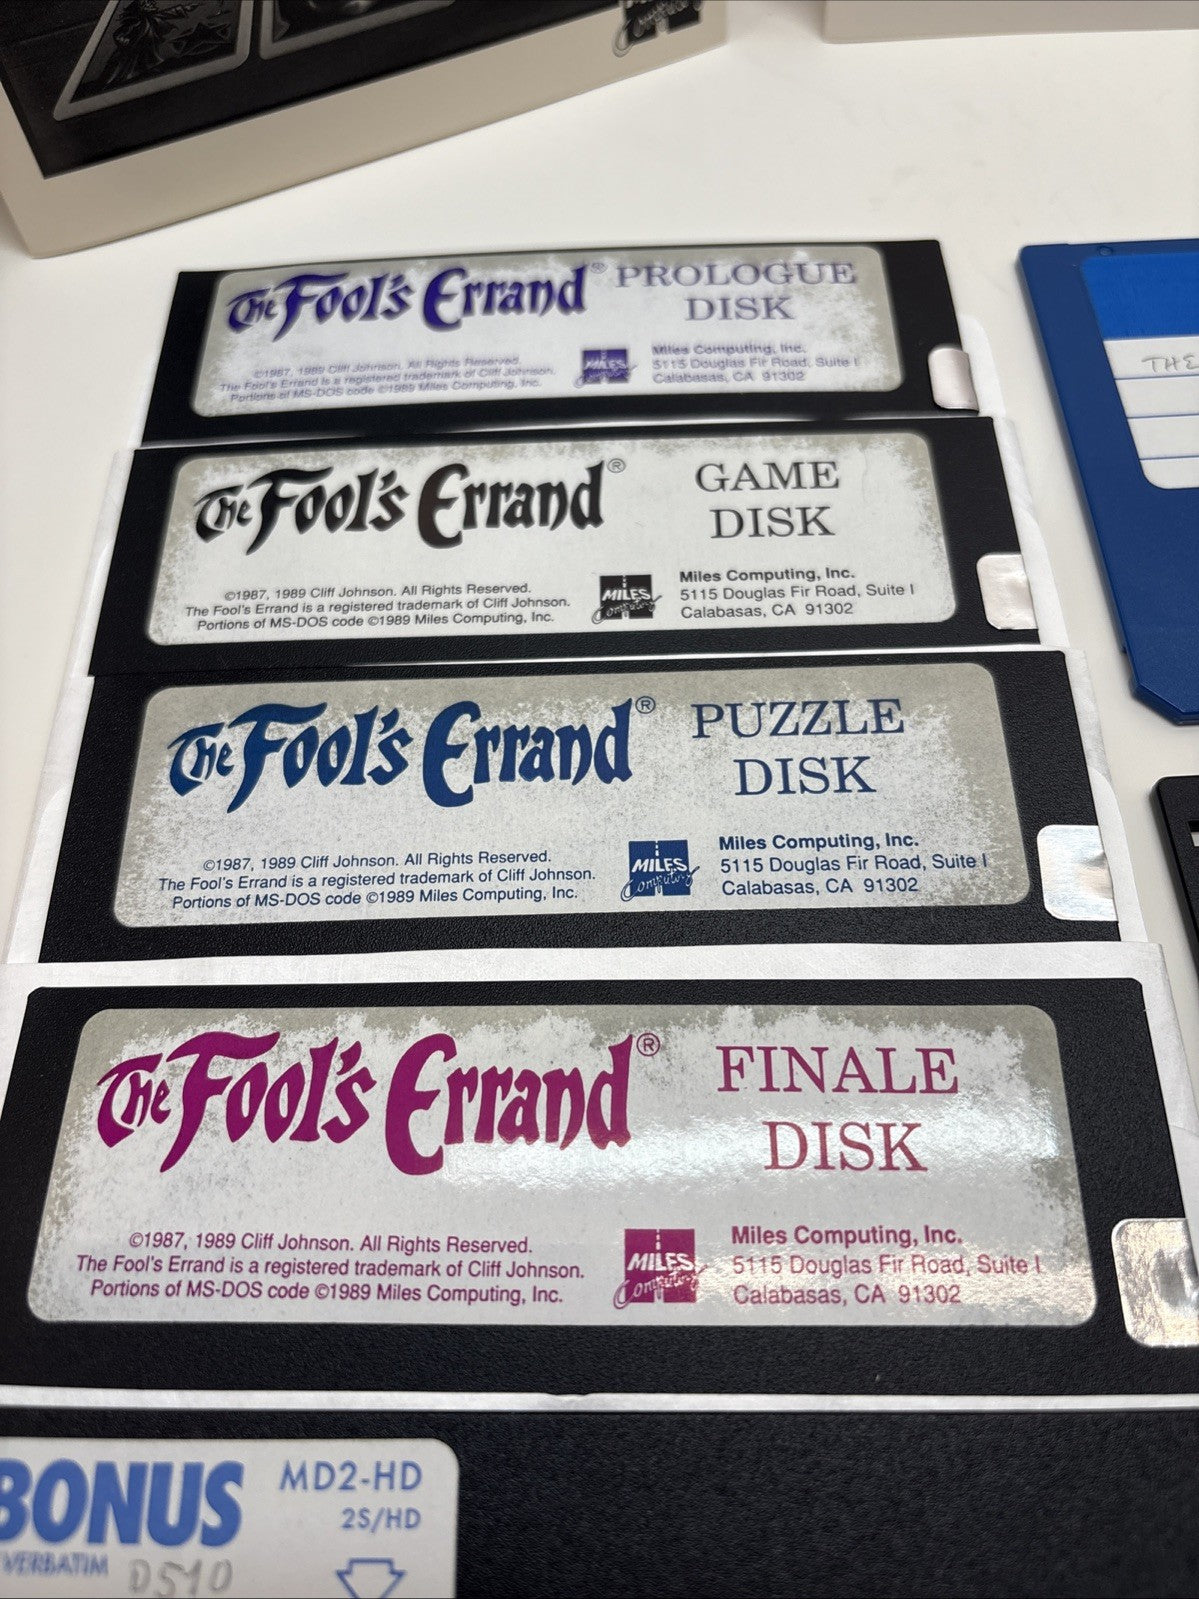 The Fool's Errand® PROLOGUE
DISK
©1987, 1989 Cliff Johnson. All Rights Reserved.
The Fool's Errand is a registered trademark of Cliff Johnson.
Portions of MS-DOS code ©1989 Miles Computing, Inc.
MILES
Computing
Miles Computing, Inc.
5115 Douglas Fir Road, Suite I
Calabasas, CA 91302
THE
The Fool's Errand® GAME
DISK
©1987, 1989 Cliff Johnson. All Rights Reserved.
The Fool's Errand is a registered trademark of Cliff Johnson.
Portions of MS-DOS code ©1989 Miles Computing, Inc.
MILES
Computing
Miles Computing, Inc.
5115 Douglas Fir Road, Suite I
Calabasas, CA 91302
The Fool's Errand® PUZZLE
DISK
©1987, 1989 Cliff Johnson. All Rights Reserved.
The Fool's Errand is a registered trademark of Cliff Johnson.
Portions of MS-DOS code ©1989 Miles Computing, Inc.
MILES
Computing
Miles Computing, Inc.
5115 Douglas Fir Road, Suite I
Calabasas, CA 91302
The Fool's Errand® FINALE
DISK
©1987, 1989 Cliff Johnson. All Rights Reserved.
The Fool's Errand is a registered trademark of Cliff Johnson.
Portions of MS-DOS code ©1989 Miles Computing, Inc.
MILES
Computing
Miles Computing, Inc.
5115 Douglas Fir Road, Suite I
Calabasas, CA 91302
BONUS
VERBATIM
MD2-HD
2S/HD